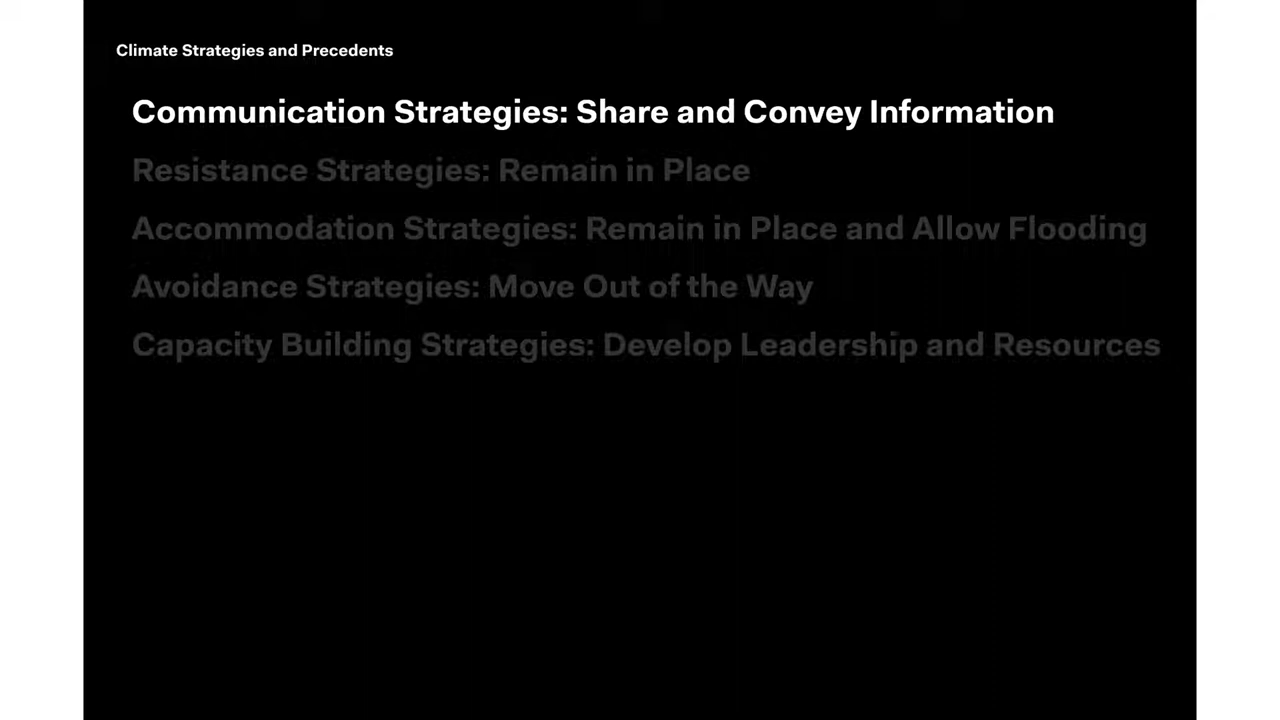 Climate Strategies and Precedents
Communication Strategies: Share and Convey Information
Resistance Strategies: Remain in Place
Accommodation Strategies: Remain in Place and Allow Flooding
Avoidance Strategies: Move Out of the Way
Capacity Building Strategies: Develop Leadership and Resources